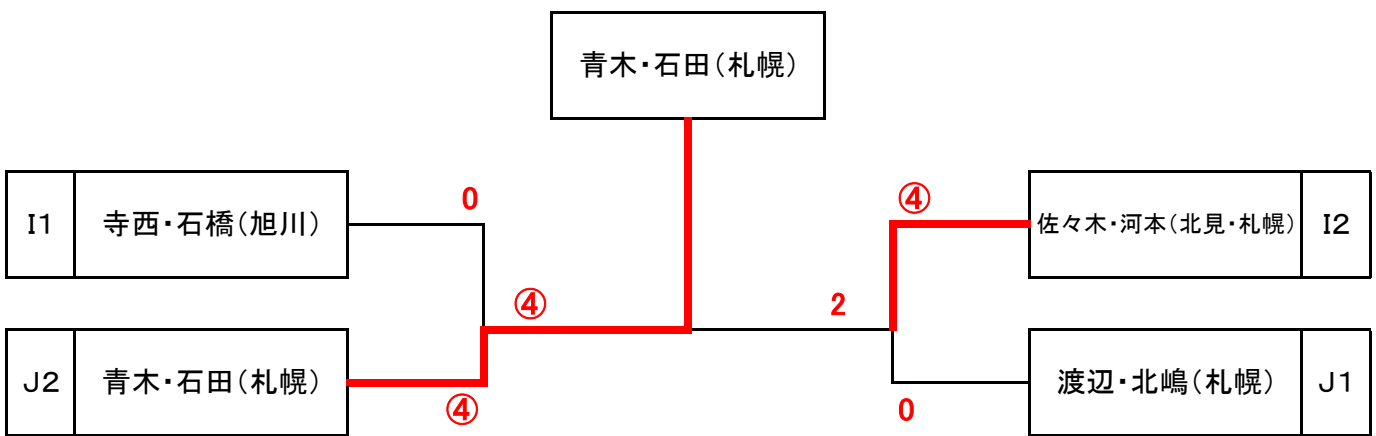 青木・石田(札幌)
0
④
I1
寺西・石橋(旭川)
佐々木・河本(北見・札幌)
I2
④
2
J2
青木・石田(札幌)
渡辺・北嶋(札幌)
J1
④
0